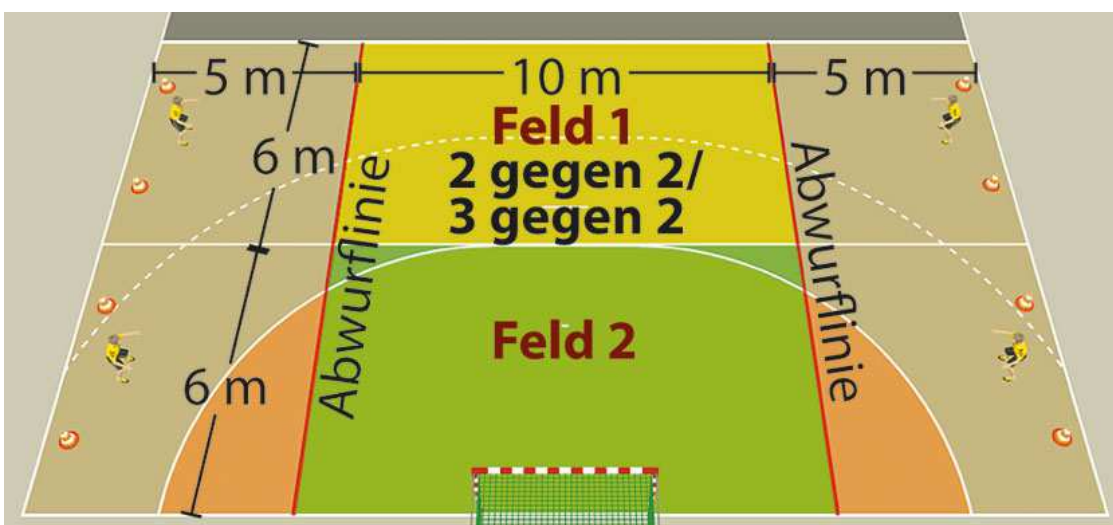 5 m
10 m
5 m
6 m
Feld 1
2 gegen 2/
3 gegen 2
Abwurflinie
Abwurflinie
Feld 2
6 m